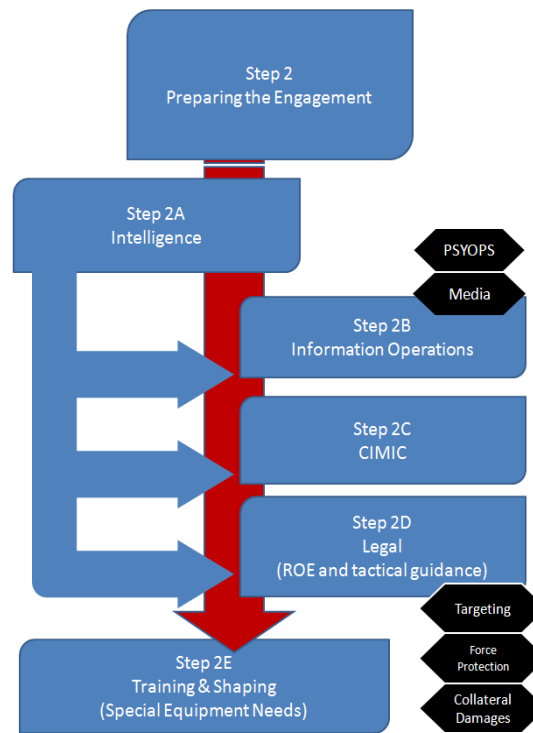 Step 2
Preparing the Engagement
Step 2A
Intelligence
PSYOPS
Media
Step 2B
Information Operations
Step 2C
CIMIC
Step 2D
Legal
(ROE and tactical guidance)
Targeting
Force
Protection
Collateral
Damages
Step 2E
Training & Shaping
(Special Equipment Needs)